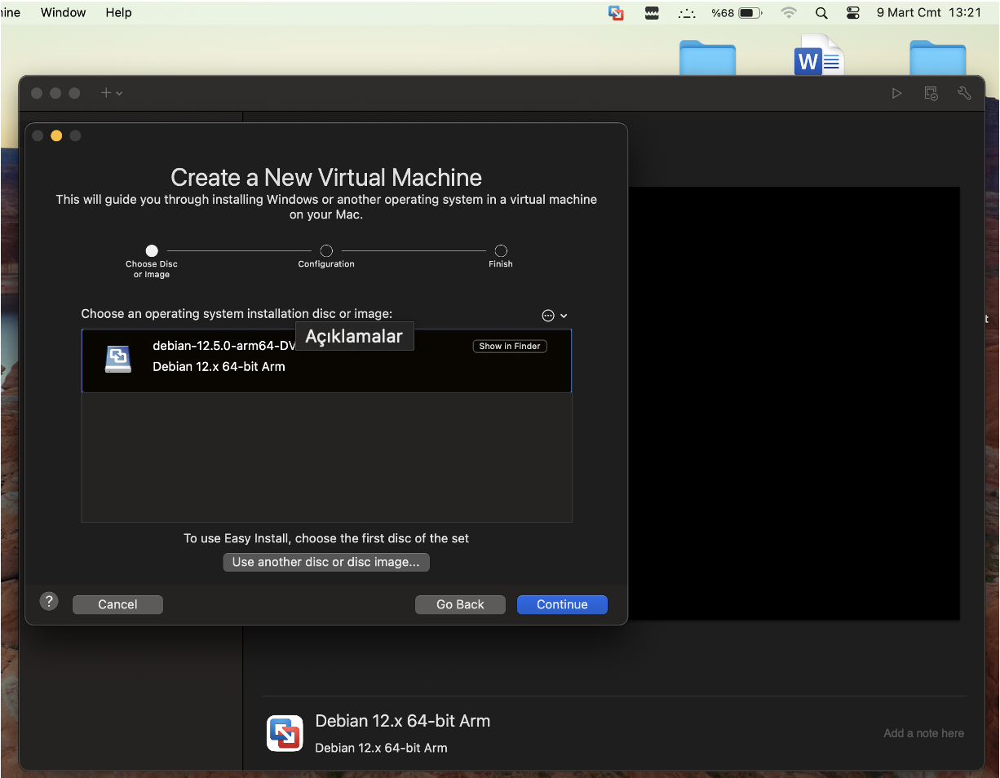 Window Help %68 9 Mart Cmt 13:21
W
Create a New Virtual Machine
This will guide you through installing Windows or another operating system in a virtual machine
on your Mac.
Choose Disc
or Image
Configuration
Finish
Choose an operating system installation disc or image:
Açıklamalar
debian-12.5.0-arm64-DV
Show in Finder
Debian 12.x 64-bit Arm
To use Easy Install, choose the first disc of the set
Use another disc or disc image...
? Cancel Go Back Continue
Debian 12.x 64-bit Arm
Debian 12.x 64-bit Arm
Add a note here